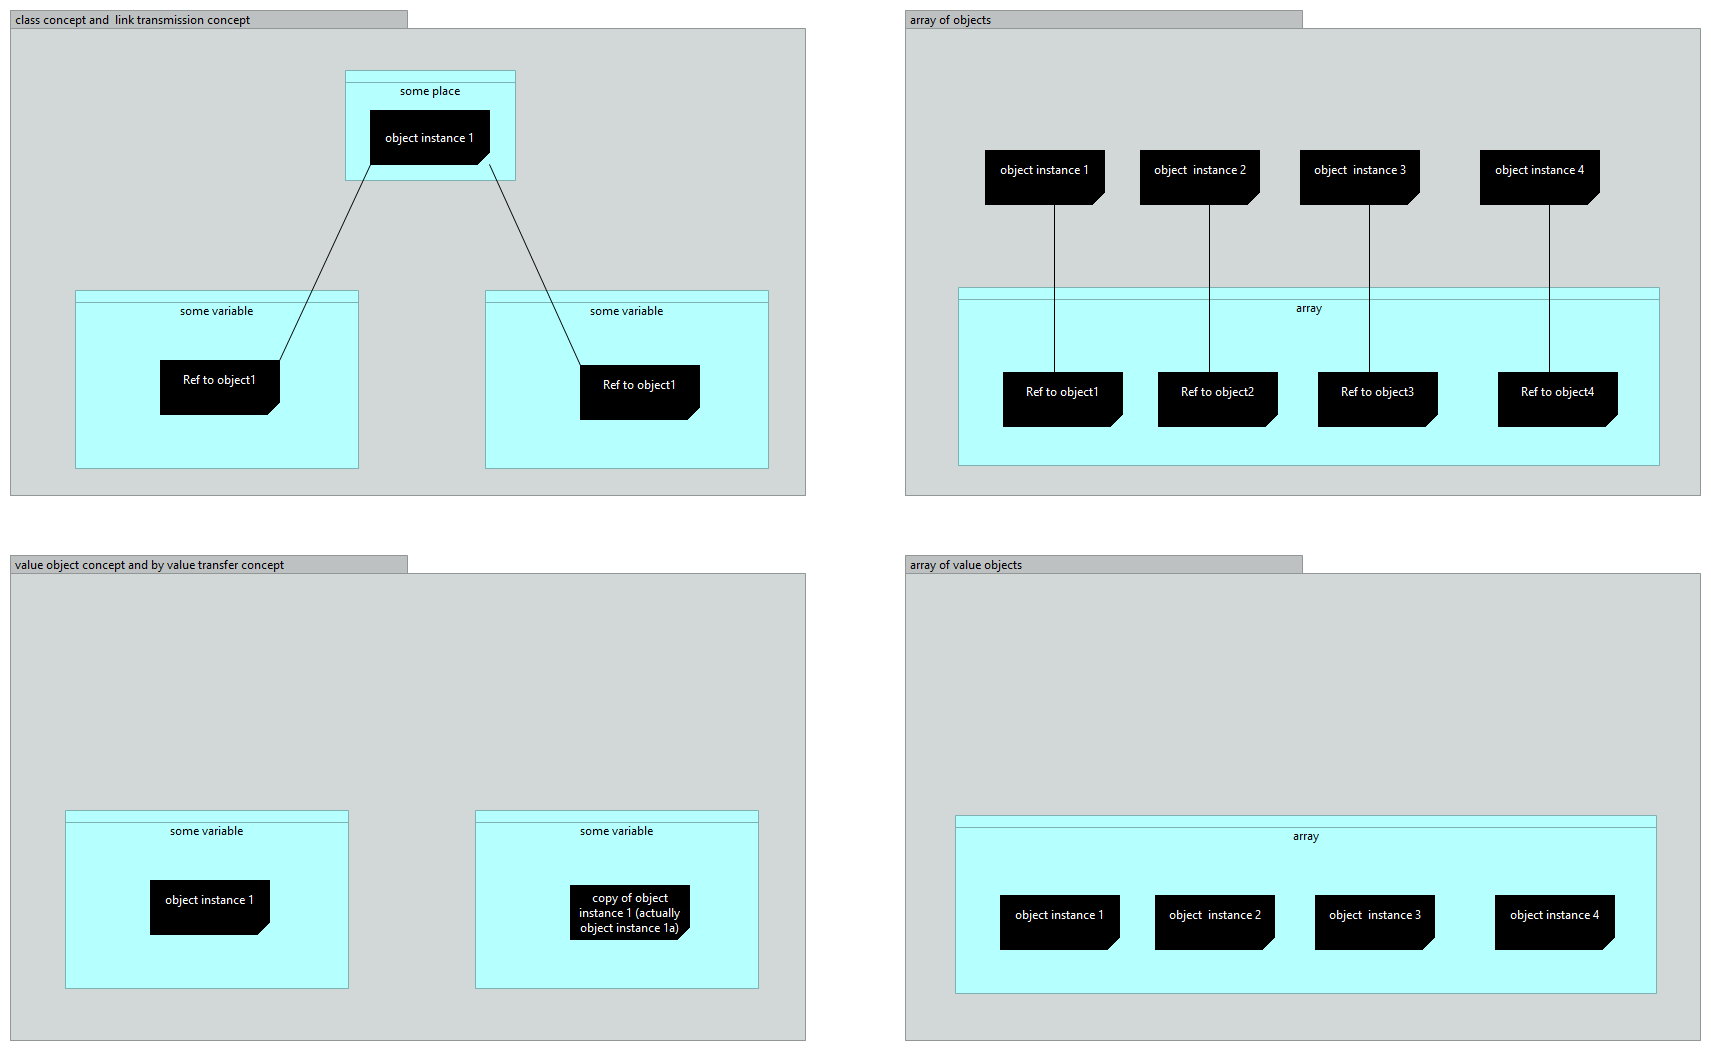 class concept and  link transmission concept
some place
object instance 1
some variable
Ref to object1
some variable
Ref to object1
array of objects
object instance 1
object  instance 2
object  instance 3
object instance 4
array
Ref to object1
Ref to object2
Ref to object3
Ref to object4
value object concept and by value transfer concept
some variable
object instance 1
some variable
copy of object
instance 1 (actually
object instance 1a)
array of value objects
array
object instance 1
object  instance 2
object  instance 3
object instance 4